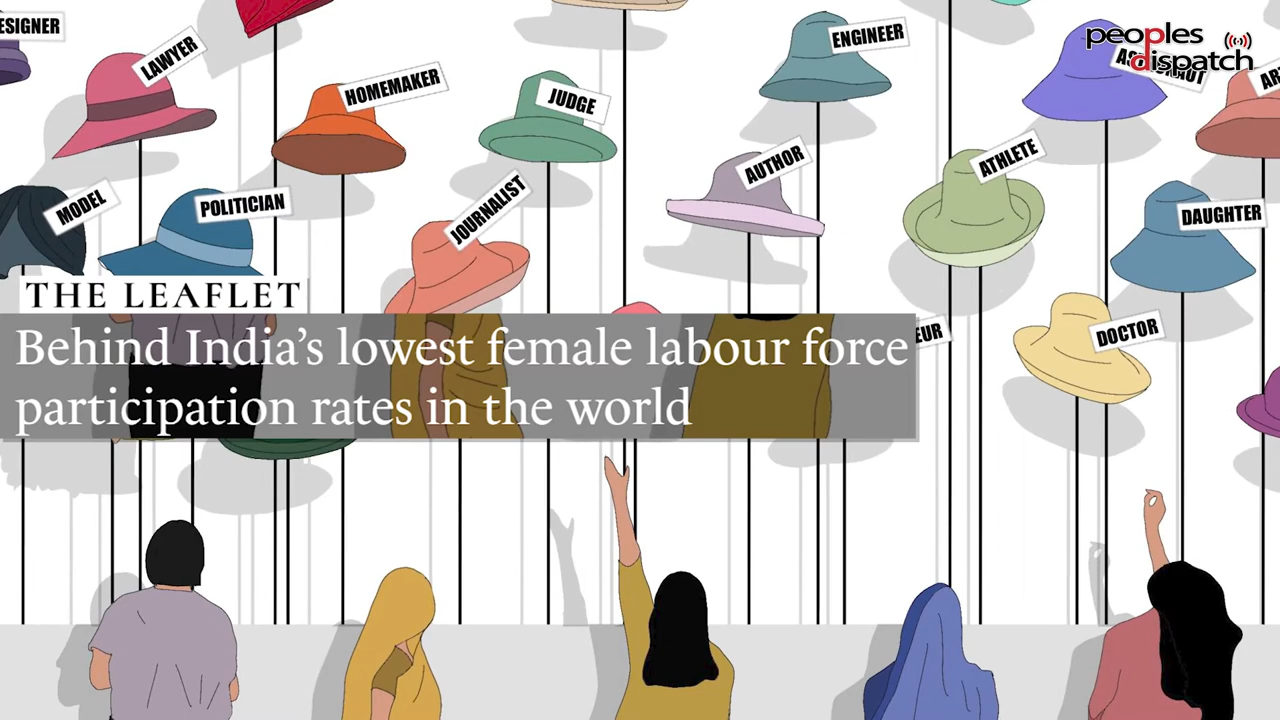 ESIGNER
LAWYER
HOMEMAKER
JUDGE
ENGINEER
peoples
dispatch
MODEL
POLITICIAN
JOURNALIST
AUTHOR
ATHLETE
DAUGHTER
THE LEAFLET
Behind India's lowest female labour force
participation rates in the world
EUR
DOCTOR